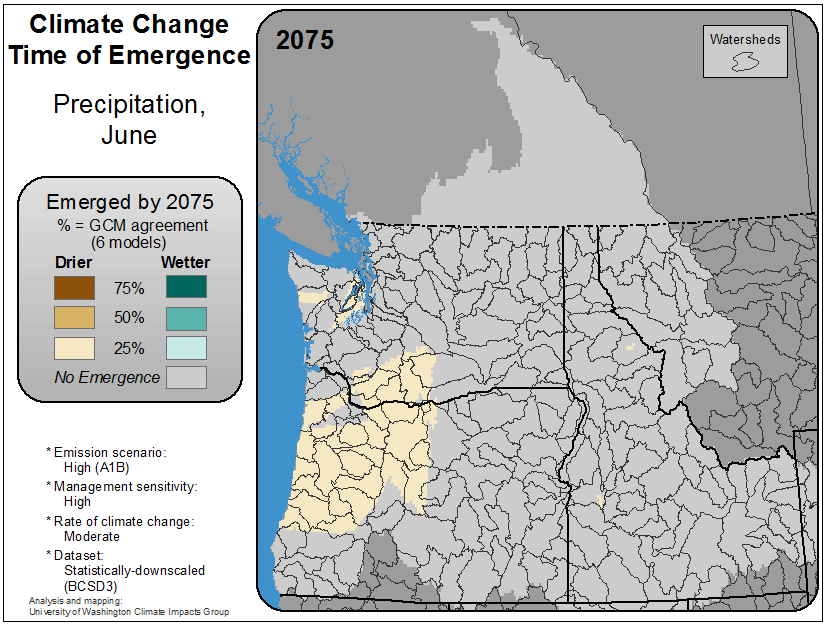 Climate Change
Time of Emergence
Precipitation,
June
Emerged by 2075
% = GCM agreement
(6 models)
Drier Wetter
75%
50%
25%
No Emergence
* Emission scenario:
High (A1B)
* Management sensitivity:
High
* Rate of climate change:
Moderate
* Dataset:
Statistically-downscaled
(BCSD3)
Analysis and mapping:
University of Washington Climate Impacts Group
2075
Watersheds